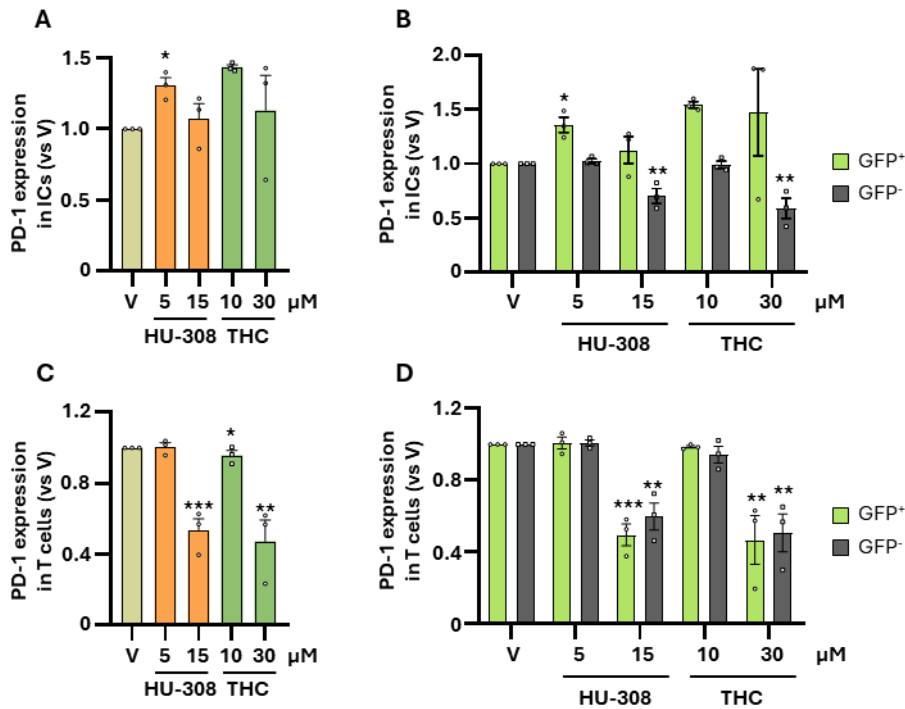 A
PD-1 expression
in ICs (vs V)
1.5
1.0
0.5
0
*
V 5 15 10 30 µM
HU-308 THC
B
PD-1 expression
in ICs (vs V)
2.0
1.5
1.0
0.5
0
*
**
**
V 5 15 10 30 µM
HU-308 THC
GFP+
GFP-
C
PD-1 expression
in T cells (vs V)
1.2
0.8
0.4
0
***
*
**
V 5 15 10 30 µM
HU-308 THC
D
PD-1 expression
in T cells (vs V)
1.2
0.8
0.4
0
***
**
**
**
V 5 15 10 30 µM
HU-308 THC
GFP+
GFP-